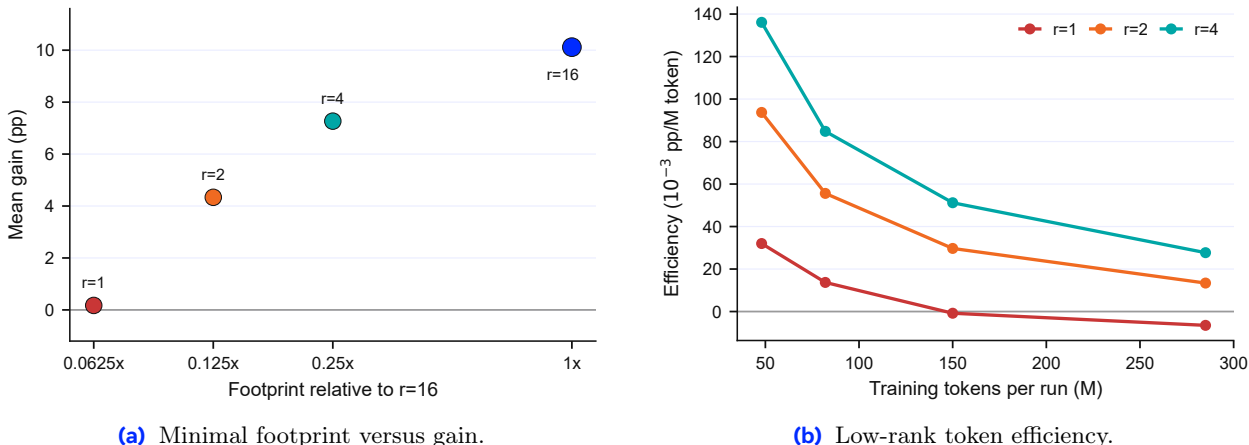 Mean gain (pp)
10
8
6
4
2
0
r=1
r=2
r=4
r=16
0.0625x
0.125x
0.25x
1x
Footprint relative to r=16
(a) Minimal footprint versus gain.
Efficiency (10⁻³ pp/M token)
140
120
100
80
60
40
20
0
r=1
r=2
r=4
50
100
150
200
250
300
Training tokens per run (M)
(b) Low-rank token efficiency.